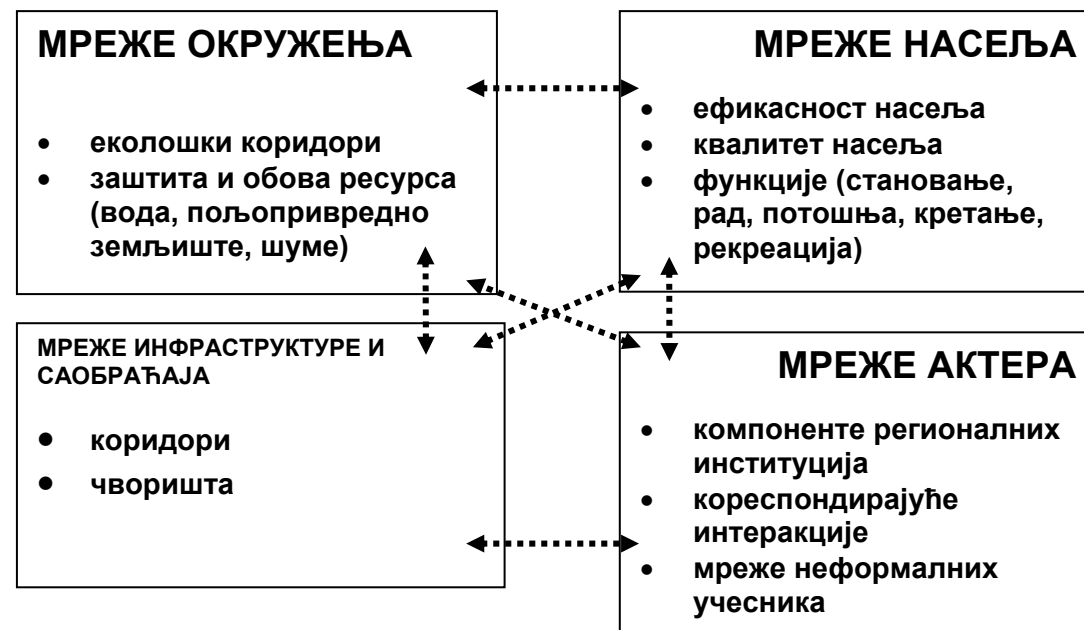 МРЕЖЕ ОКРУЖЕЊА
• еколошки коридори
• заштита и обова ресурса
(вода, пољопривредно
земљиште, шуме)
МРЕЖЕ НАСЕЉА
• ефикасност насеља
• квалитет насеља
• функције (становање,
рад, потошња, кретање,
рекреација)
МРЕЖЕ ИНФРАСТРУКТУРЕ И
САОБРАЋАЈА
• коридори
• чворишта
МРЕЖЕ АКТЕРА
• компоненте регионалних
институција
• кореспондирајуће
интеракције
• мреже неформалних
учесника